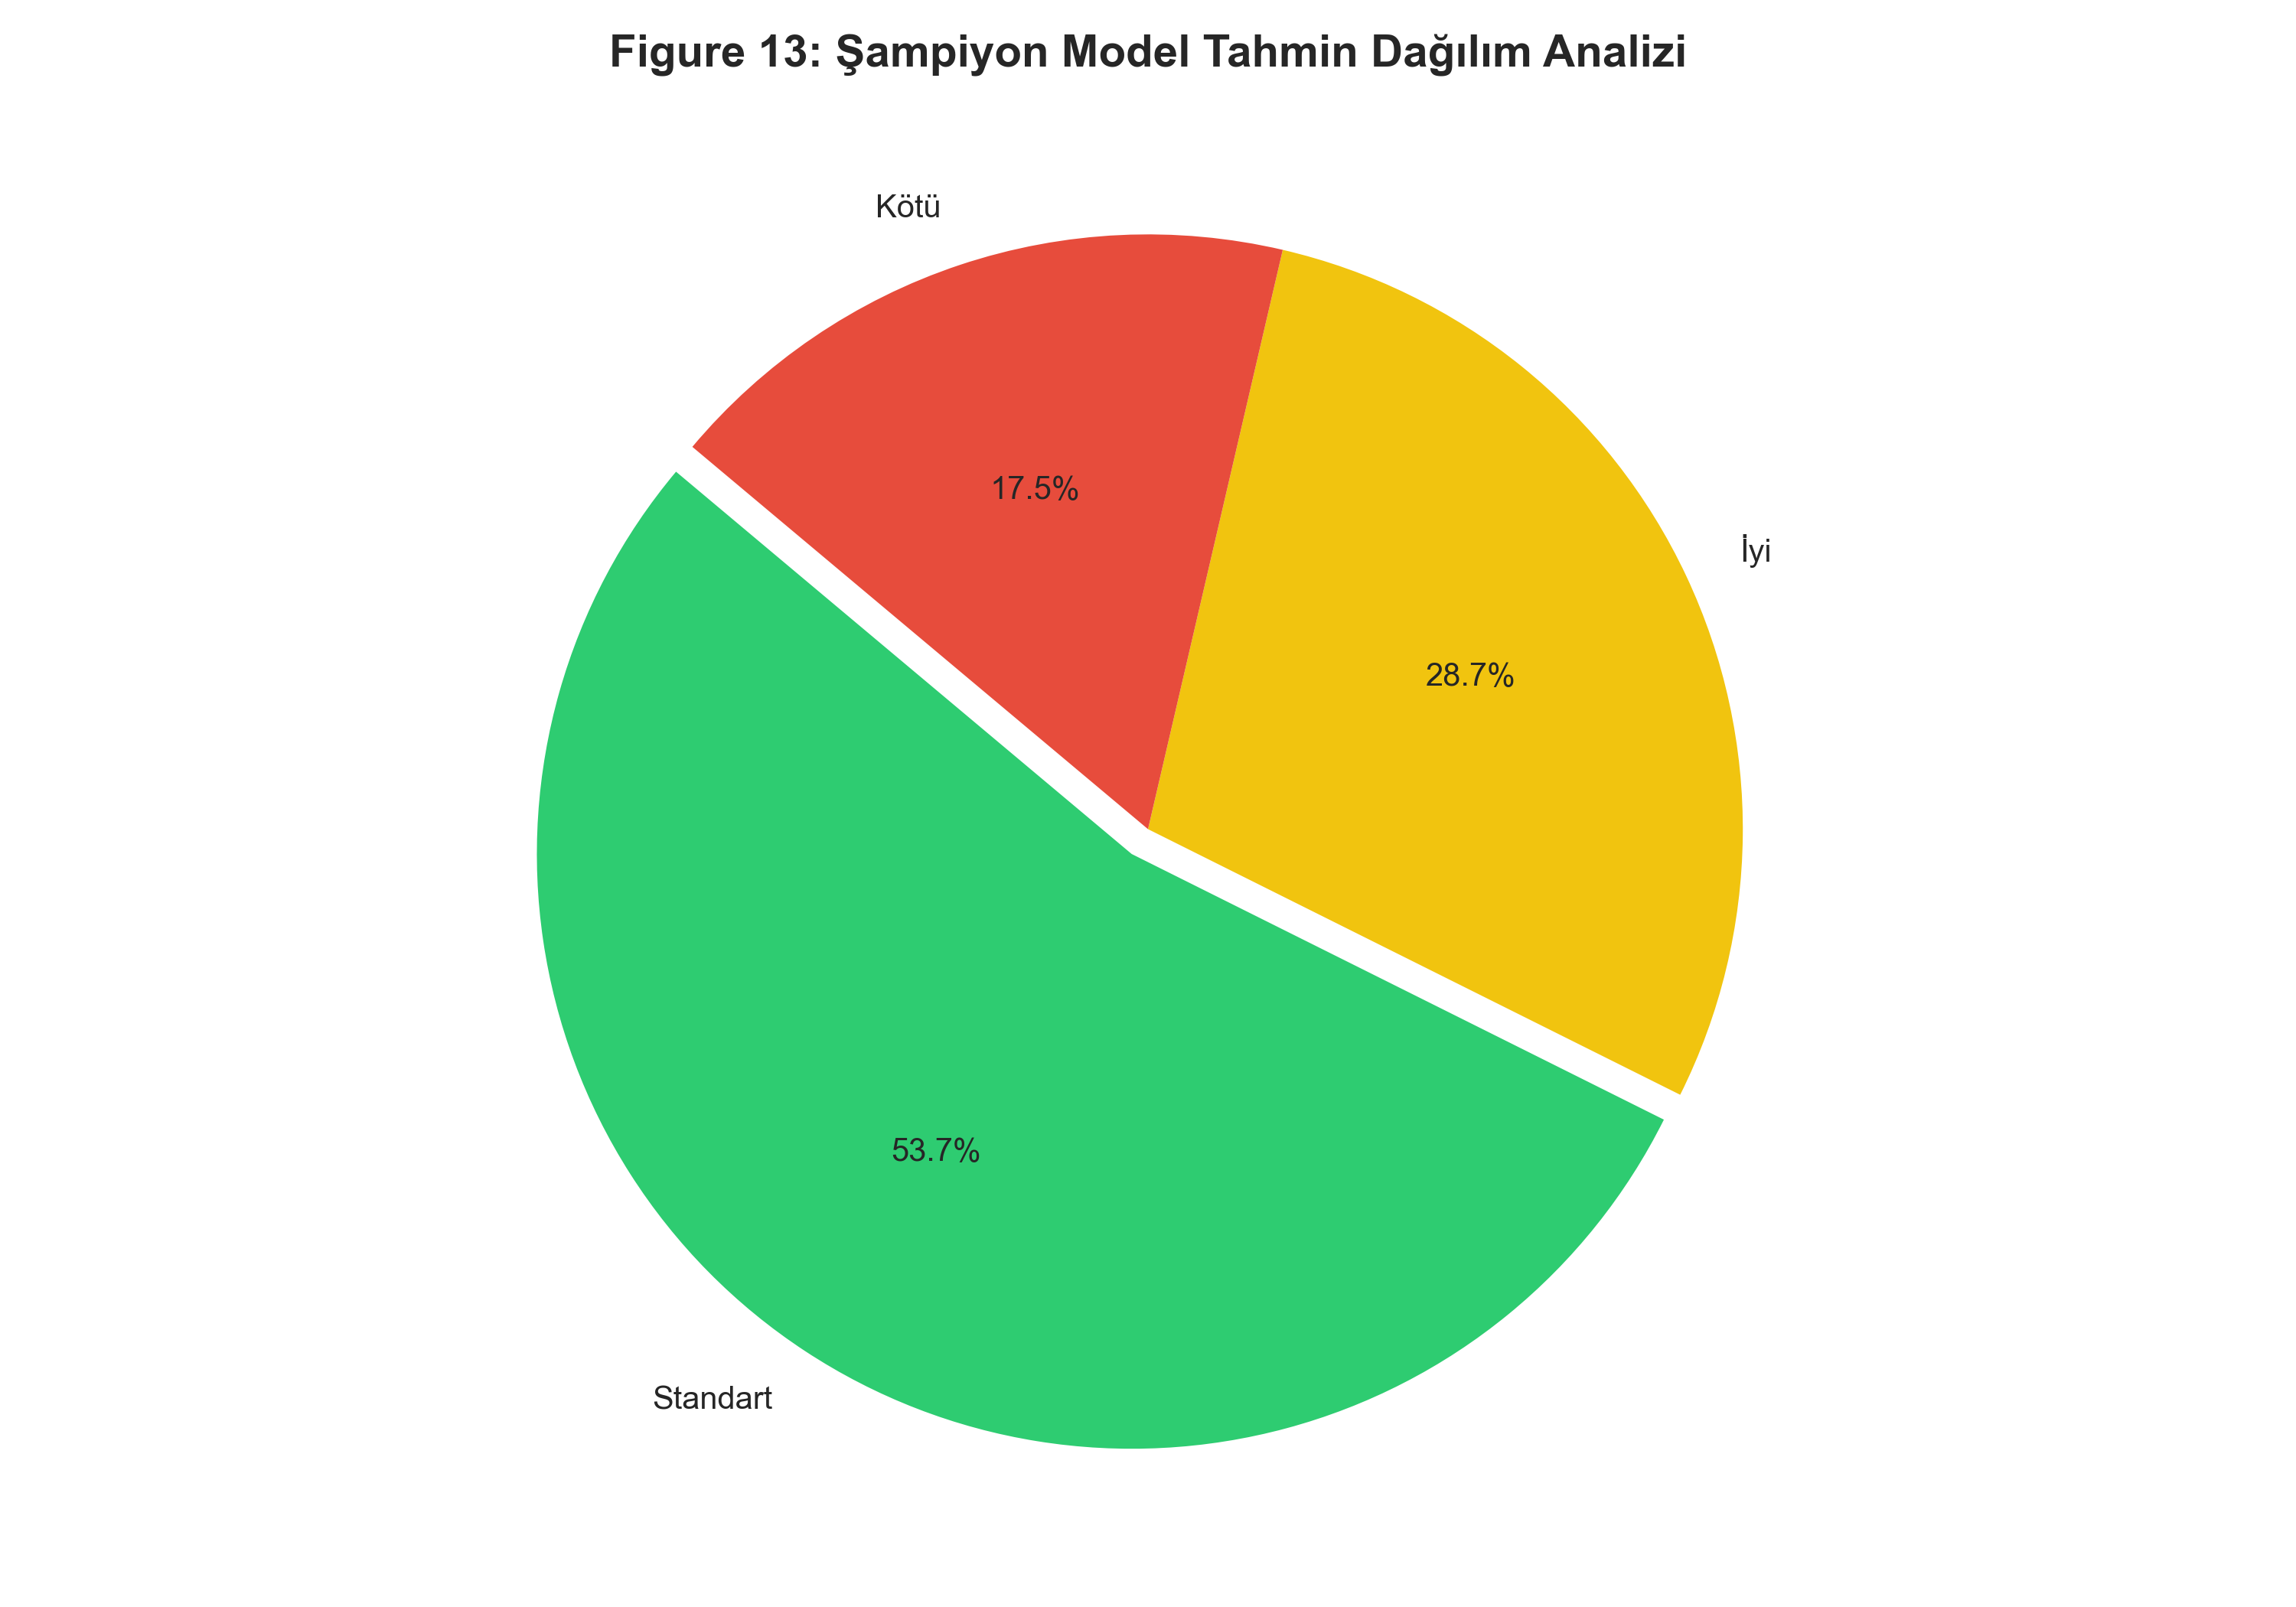 Figure 13: Şampiyon Model Tahmin Dağılım Analizi
Kötü
17.5%
İyi
28.7%
53.7%
Standart